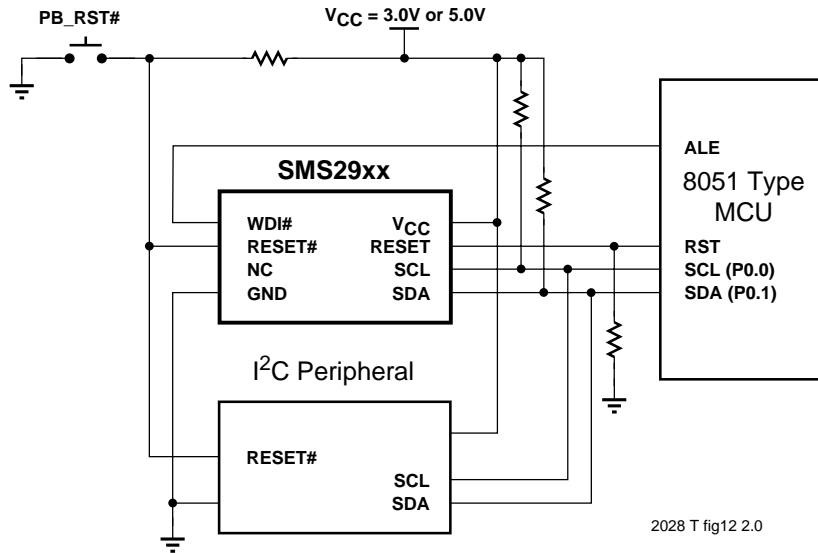 PB_RST#
VCC = 3.0V or 5.0V
SMS29xx
WDI#
RESET#
NC
GND
VCC
RESET
SCL
SDA
ALE
8051 Type
MCU
RST
SCL (P0.0)
SDA (P0.1)
I²C Peripheral
RESET#
SCL
SDA
2028 T fig12 2.0